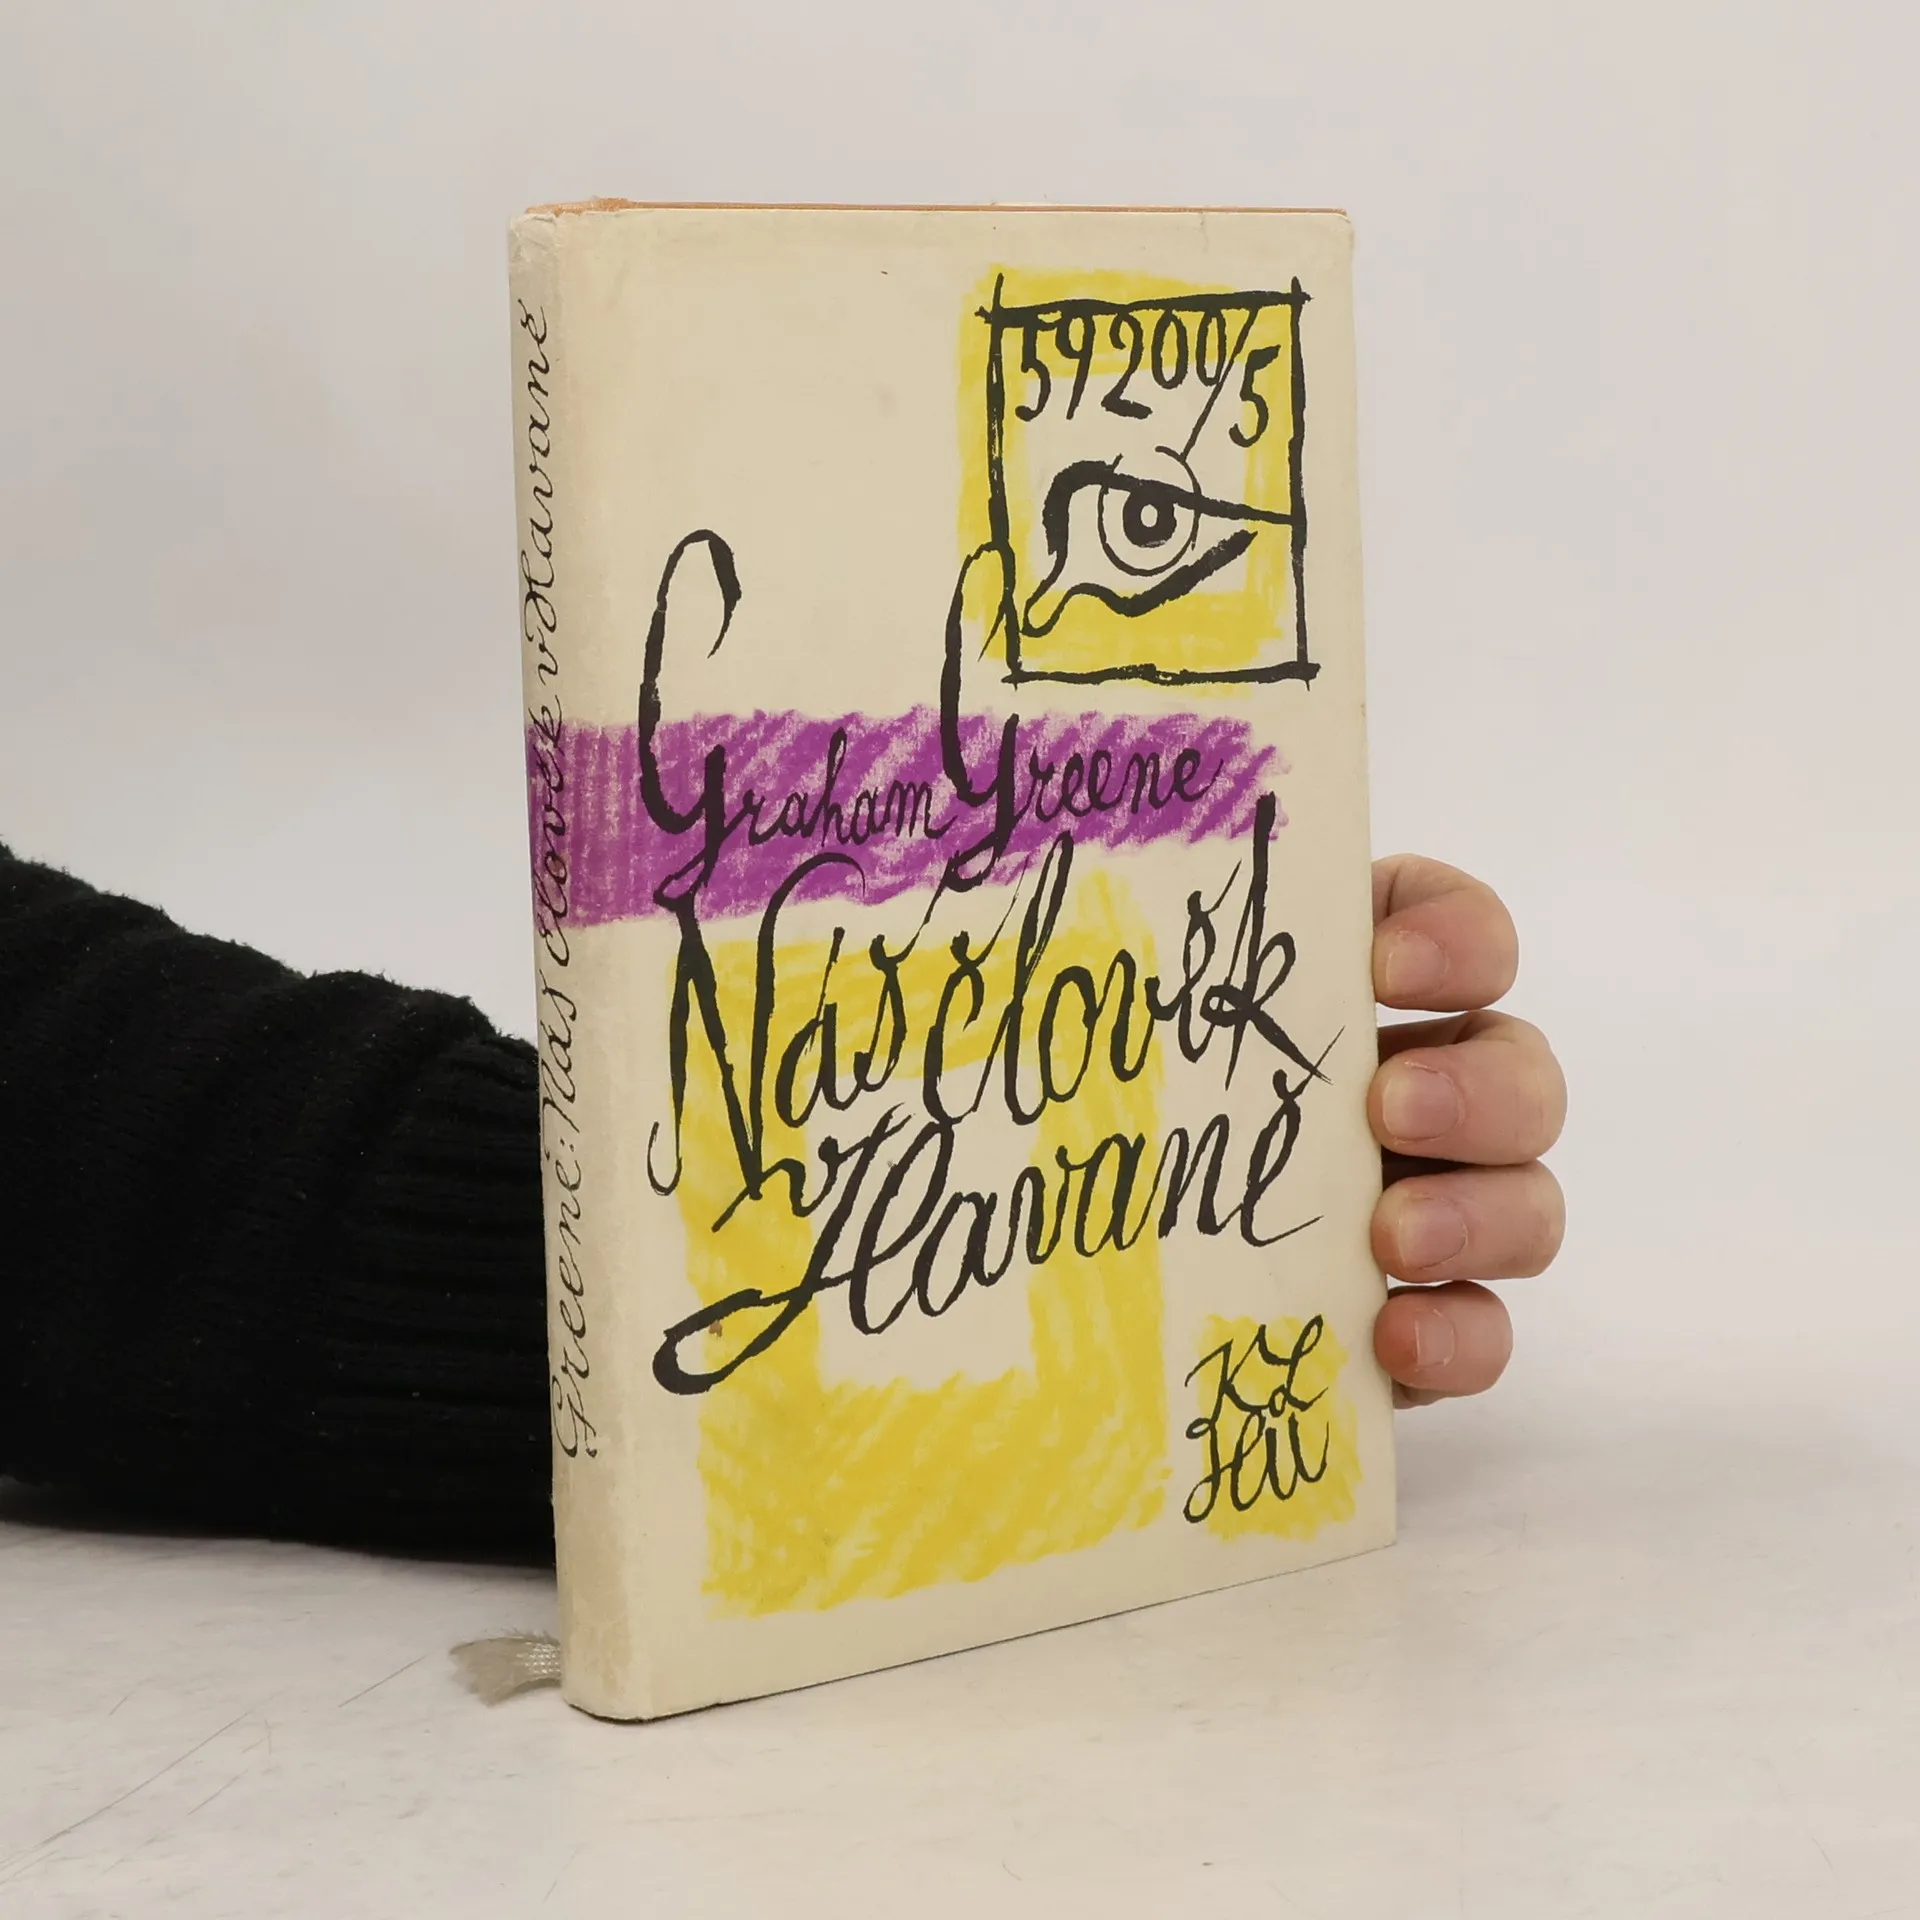 59200/5
Graham Greene
Náš člověk
v Havaně
KL
HU
Greene: Náš člověk v Havaně